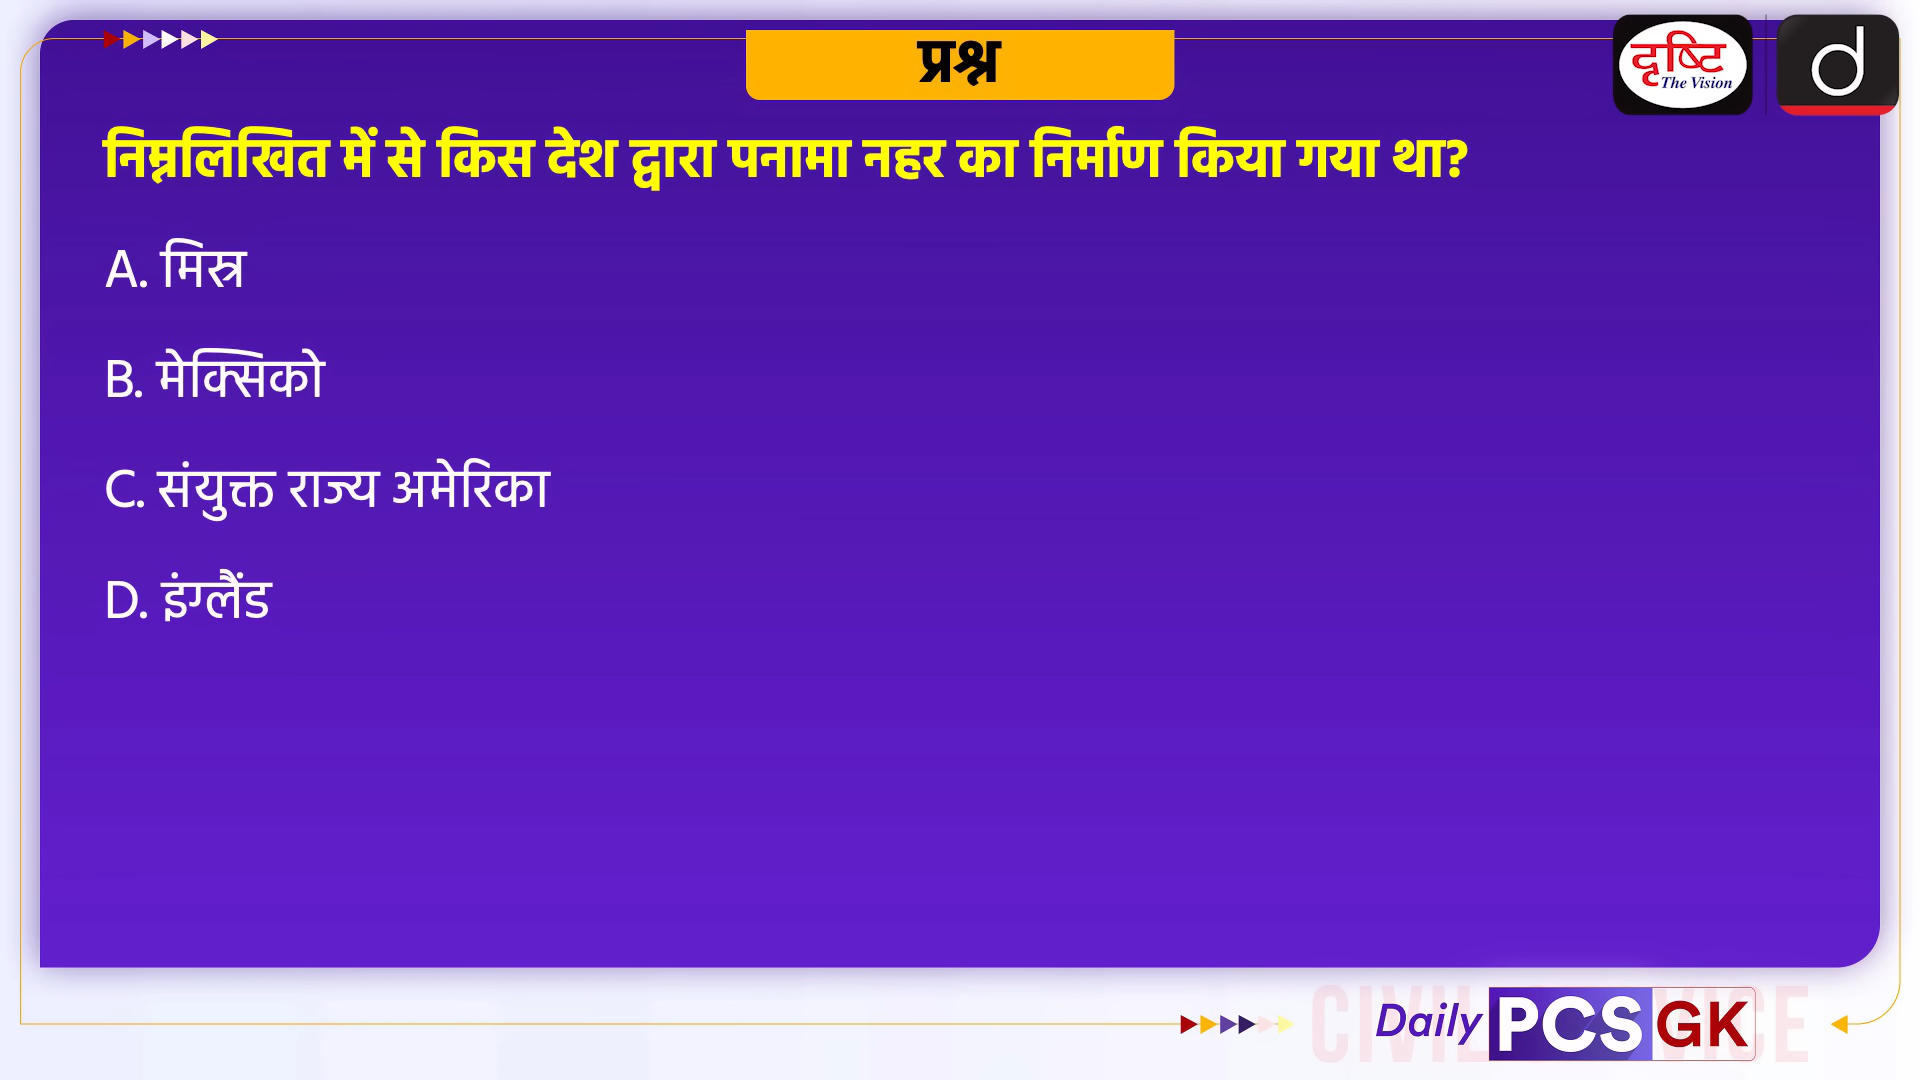 प्रश्न
दृष्टि
The Vision
d
निम्नलिखित में से किस देश द्वारा पनामा नहर का निर्माण किया गया था?
A. मिस्र
B. मेक्सिको
C. संयुक्त राज्य अमेरिका
D. इंग्लैंड
Daily PCS GK